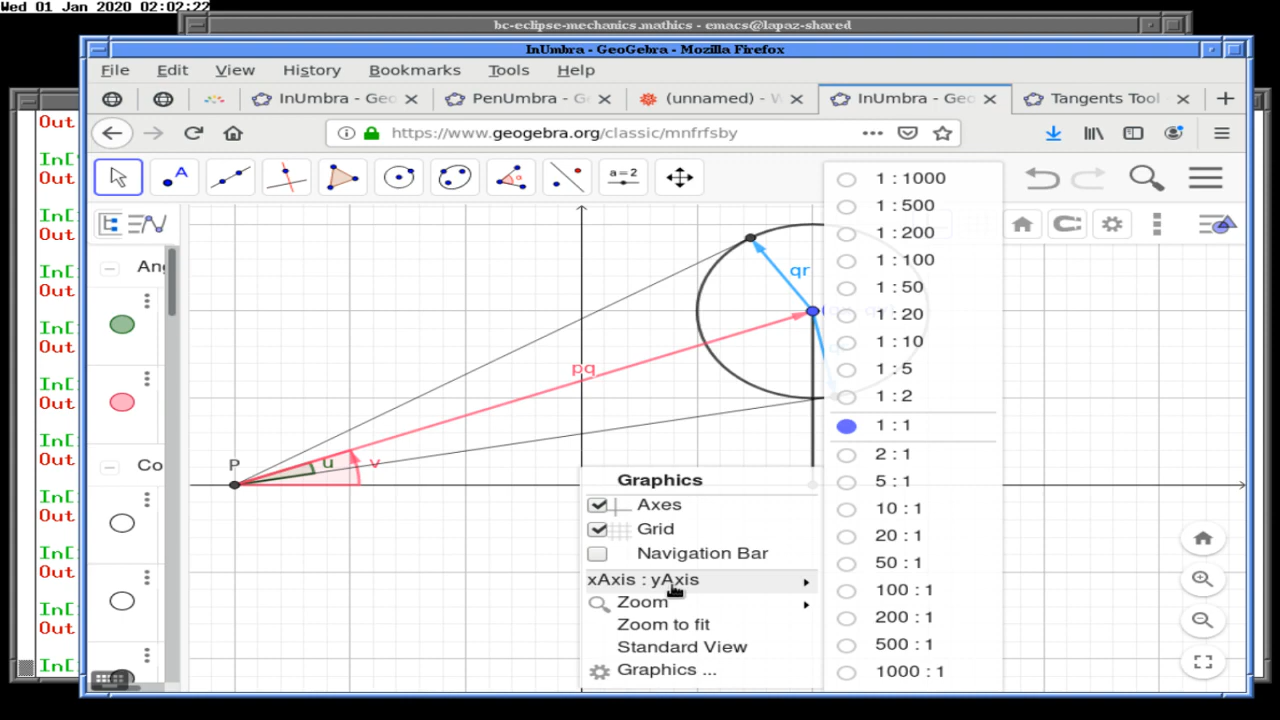 Wed 01 Jan 2020 02:02:22
bc-eclipse-mechanics.mathics - emacs@lapaz-shared
InUmbra - GeoGebra - Mozilla Firefox
File Edit View History Bookmarks Tools Help
InUmbra - Geo PenUmbra - G (unnamed) - W InUmbra - Geo Tangents Tool
https://www.geogebra.org/classic/mnfrfsby
A a=2
Out
In[
Out
In[
Out
In[
Out
In[
Out
In[
Out
In[
Out
In[
Out
In[
Out
In[
Out
In[
Ang
Co
qr
pq
P
u
v
Graphics
Axes
Grid
Navigation Bar
xAxis : yAxis
Zoom
Zoom to fit
Standard View
Graphics ...
1 : 1000
1 : 500
1 : 200
1 : 100
1 : 50
1 : 20
1 : 10
1 : 5
1 : 2
1 : 1
2 : 1
5 : 1
10 : 1
20 : 1
50 : 1
100 : 1
200 : 1
500 : 1
1000 : 1